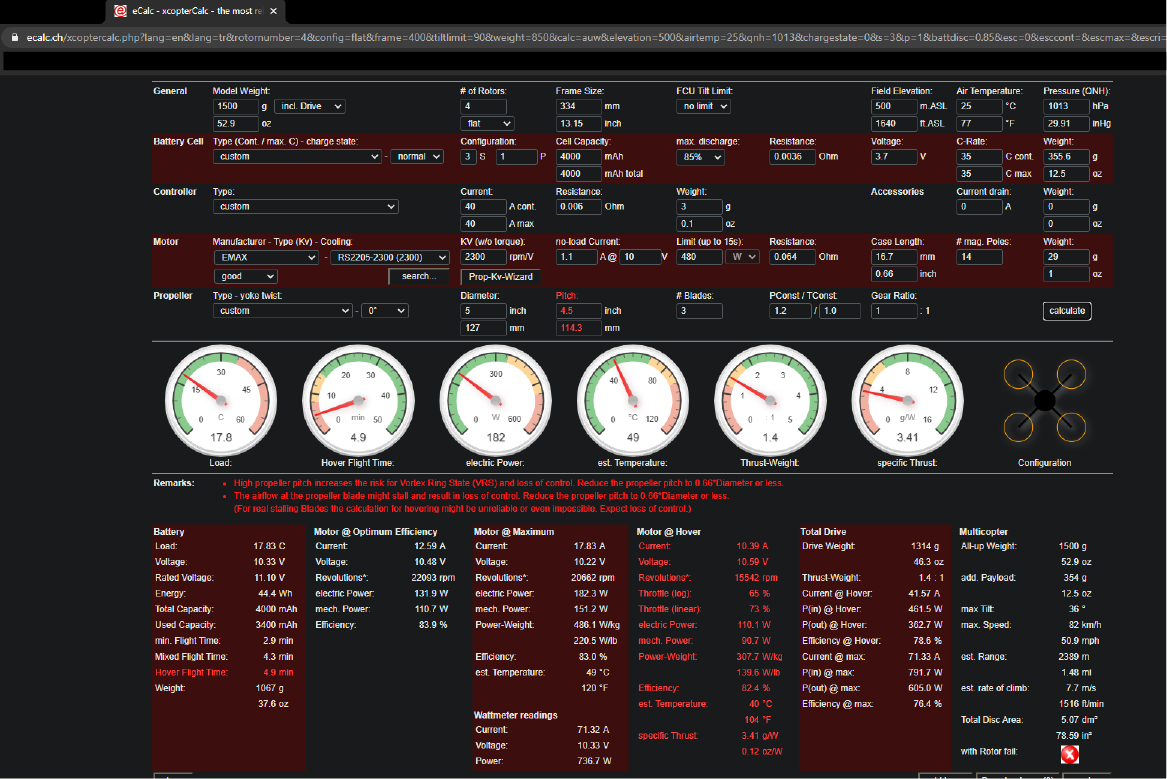 eCalc - xcopterCalc - the most re
ecalc.ch/xcoptercalc.php?lang=en&lang=tr&rotornumber=4&config=flat&frame=400&tiltlimit=90&weight=850&calc=auw&elevation=500&airtemp=25&qnh=1013&chargestate=0&s=3&p=1&battdisc=0.85&esc=0&esccont=&escmax=&escri=
General Model Weight: # of Rotors: Frame Size: FCU Tilt Limit: Field Elevation: Air Temperature: Pressure (QNH):
1500 g incl. Drive 4 334 mm no limit 500 m.ASL 25 °C 1013 hPa
52.9 oz flat 13.15 inch 1640 ft.ASL 77 °F 29.91 inHg
Battery Cell Type (Cont. / max. C) - charge state: Configuration: Cell Capacity: max. discharge: Resistance: Voltage: C-Rate: Weight:
custom - normal 3 S 1 P 4000 mAh 85% 0.0036 Ohm 3.7 V 35 C cont. 355.6 g
4000 mAh total 35 C max 12.5 oz
Controller Type: Current: Resistance: Weight: Accessories Current drain: Weight:
custom 40 A cont. 0.006 Ohm 3 g 0 A 0 g
40 A max 0.1 oz 0 oz
Motor Manufacturer - Type (Kv) - Cooling: KV (w/o torque): no-load Current: Limit (up to 15s): Resistance: Case Length: # mag. Poles: Weight:
EMAX - RS2205-2300 (2300) 2300 rpm/V 1.1 A @ 10 V 480 W 0.064 Ohm 16.7 mm 14 29 g
good search... Prop-Kv-Wizard 0.66 inch 1 oz
Propeller Type - yoke twist: Diameter: Pitch: # Blades: PConst / TConst: Gear Ratio:
custom - 0° 5 inch 4.5 inch 3 1.2 / 1.0 1 : 1 calculate
127 mm 114.3 mm
0 15 30 45 60 C 17.8
0 10 20 30 40 50 min 4.9
0 300 600 W 182
0 40 80 120 °C 49
0 1 2 3 4 5 1 1.4
0 4 8 12 16 g/W 3.41
Load: Hover Flight Time: electric Power: est. Temperature: Thrust-Weight: specific Thrust: Configuration
Remarks: • High propeller pitch increases the risk for Vortex Ring State (VRS) and loss of control. Reduce the propeller pitch to 0.66*Diameter or less.
• The airflow at the propeller blade might stall and result in loss of control. Reduce the propeller pitch to 0.66*Diameter or less.
(For real stalling Blades the calculation for hovering might be unreliable or even impossible. Expect loss of control.)
Battery
Load: 17.83 C
Voltage: 10.33 V
Rated Voltage: 11.10 V
Energy: 44.4 Wh
Total Capacity: 4000 mAh
Used Capacity: 3400 mAh
min. Flight Time: 2.9 min
Mixed Flight Time: 4.3 min
Hover Flight Time: 4.9 min
Weight: 1067 g
37.6 oz
Motor @ Optimum Efficiency
Current: 12.59 A
Voltage: 10.48 V
Revolutions*: 22093 rpm
electric Power: 131.9 W
mech. Power: 110.7 W
Efficiency: 83.9 %
Motor @ Maximum
Current: 17.83 A
Voltage: 10.22 V
Revolutions*: 20662 rpm
electric Power: 182.3 W
mech. Power: 151.2 W
Power-Weight: 486.1 W/kg
220.5 W/lb
Efficiency: 83.0 %
est. Temperature: 49 °C
120 °F
Wattmeter readings
Current: 71.32 A
Voltage: 10.33 V
Power: 736.7 W
Motor @ Hover
Current: 10.39 A
Voltage: 10.59 V
Revolutions*: 15542 rpm
Throttle (log): 65 %
Throttle (linear): 73 %
electric Power: 110.1 W
mech. Power: 90.7 W
Power-Weight: 307.7 W/kg
139.6 W/lb
Efficiency: 82.4 %
est. Temperature: 40 °C
104 °F
specific Thrust: 3.41 g/W
0.12 oz/W
Total Drive
Drive Weight: 1314 g
46.3 oz
Thrust-Weight: 1.4 : 1
Current @ Hover: 41.57 A
P(in) @ Hover: 461.5 W
P(out) @ Hover: 362.7 W
Efficiency @ Hover: 78.6 %
Current @ max: 71.33 A
P(in) @ max: 791.7 W
P(out) @ max: 605.0 W
Efficiency @ max: 76.4 %
Multicopter
All-up Weight: 1500 g
52.9 oz
add. Payload: 354 g
12.5 oz
max Tilt: 36 °
max. Speed: 82 km/h
50.9 mph
est. Range: 2389 m
1.48 mi
est. rate of climb: 7.7 m/s
1516 ft/min
Total Disc Area: 5.07 dm²
78.59 in²
with Rotor fail: